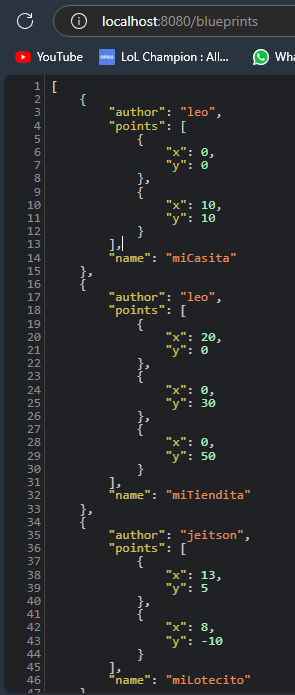 localhost:8080/blueprints
YouTube LoL Champion : All... Wha
1 [
2 {
3 "author": "leo",
4 "points": [
5 {
6 "x": 0,
7 "y": 0
8 },
9 {
10 "x": 10,
11 "y": 10
12 }
13 ],
14 "name": "miCasita"
15 },
16 {
17 "author": "leo",
18 "points": [
19 {
20 "x": 20,
21 "y": 0
22 },
23 {
24 "x": 0,
25 "y": 30
26 },
27 {
28 "x": 0,
29 "y": 50
30 }
31 ],
32 "name": "miTiendita"
33 },
34 {
35 "author": "jeitson",
36 "points": [
37 {
38 "x": 13,
39 "y": 5
40 },
41 {
42 "x": 8,
43 "y": -10
44 }
45 ],
46 "name": "miLotecito"
47 }